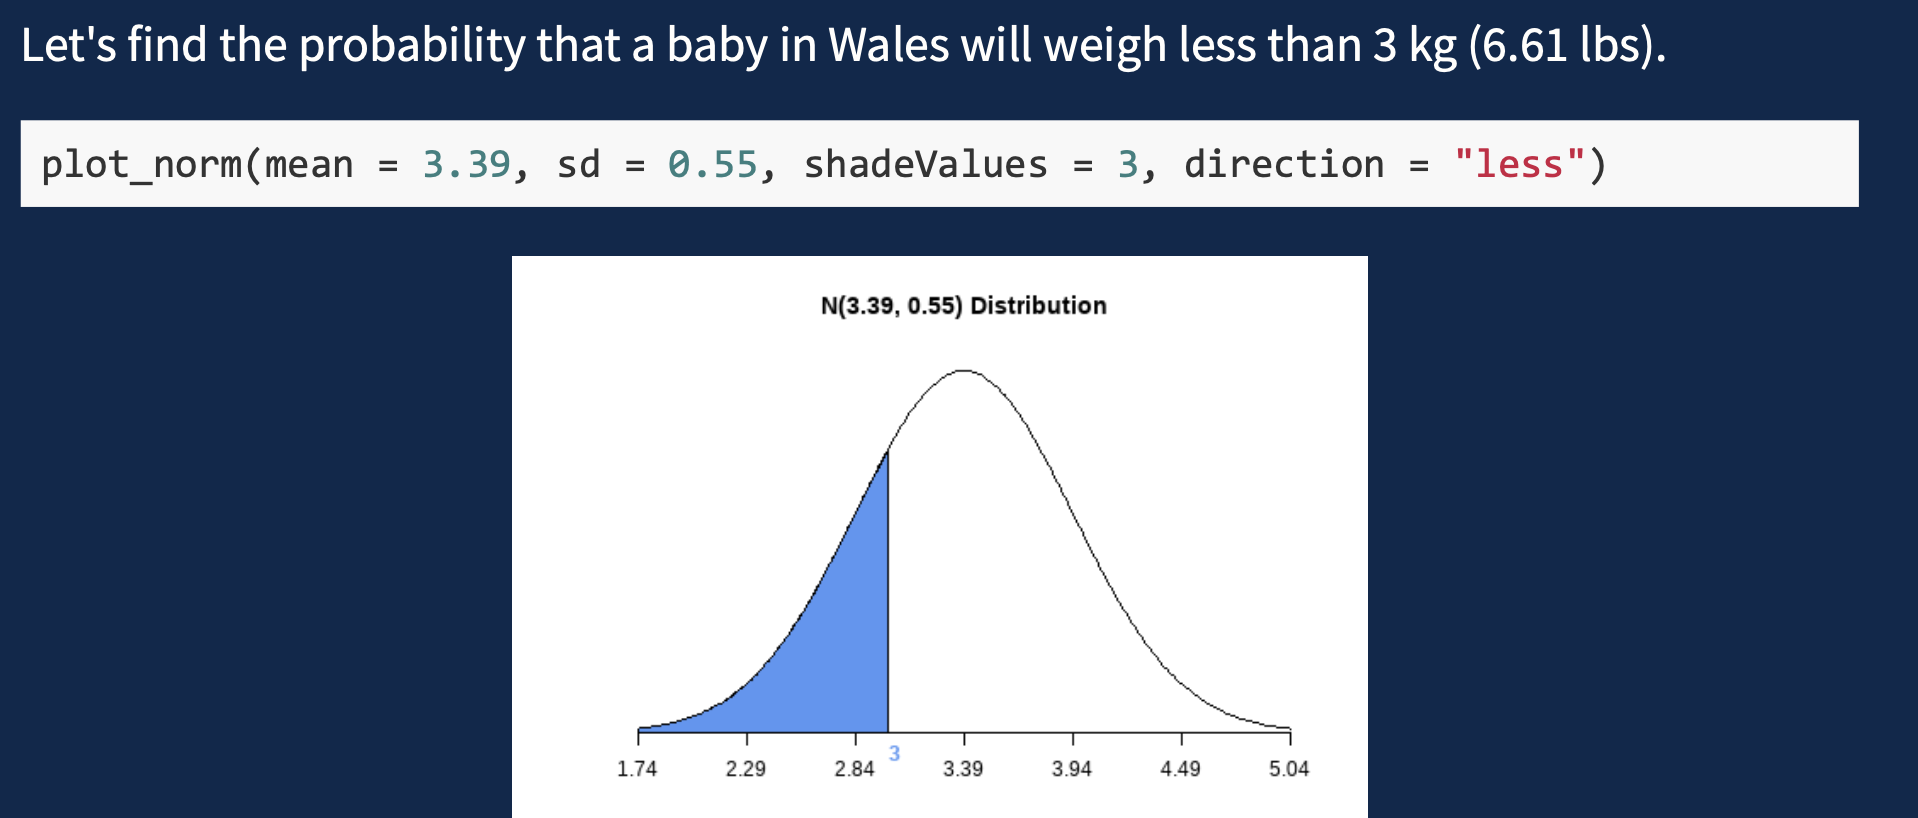 Let's find the probability that a baby in Wales will weigh less than 3 kg (6.61 lbs).
plot_norm(mean = 3.39, sd = 0.55, shadeValues = 3, direction = "less")
N(3.39, 0.55) Distribution
3
1.74 2.29 2.84 3.39 3.94 4.49 5.04